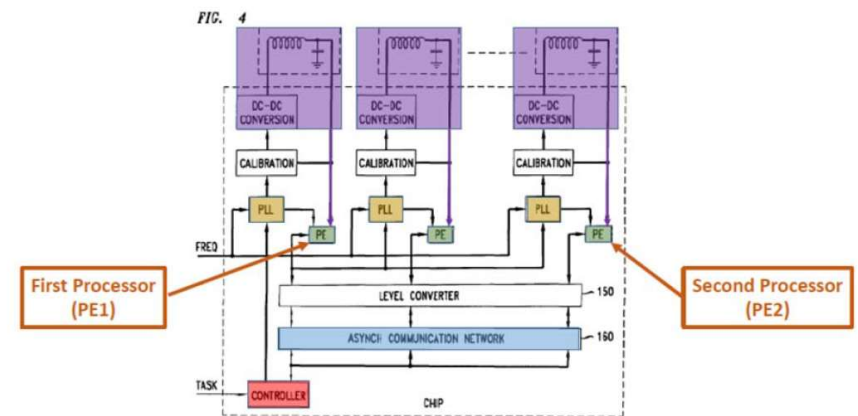 FIG. 4
DC-DC
CONVERSION
DC-DC
CONVERSION
DC-DC
CONVERSION
CALIBRATION
CALIBRATION
CALIBRATION
PLL
PLL
PLL
PE
PE
PE
FREQ
First Processor
(PE1)
Second Processor
(PE2)
LEVEL CONVERTER
150
ASYNCH COMMUNICATION NETWORK
160
TASK
CONTROLLER
CHIP